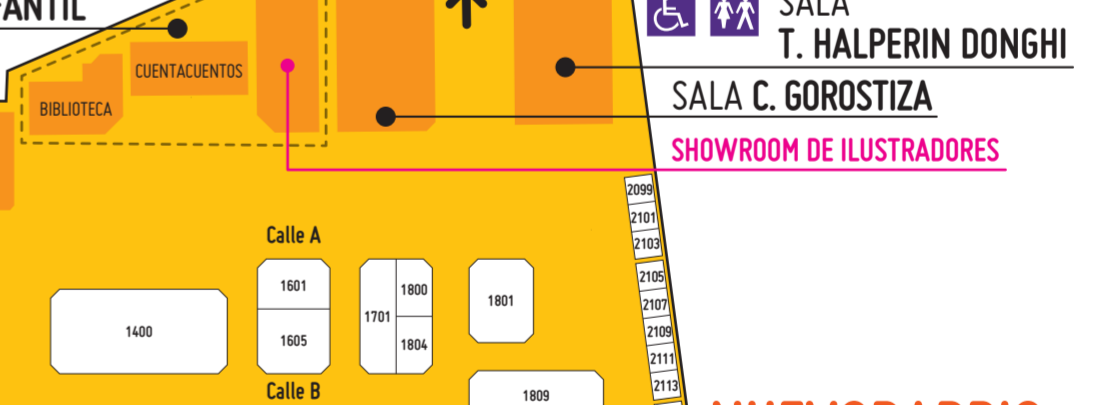 SALA
T. HALPERIN DONGHI
CUENTACUENTOS
BIBLIOTECA
SALA C. GOROSTIZA
SHOWROOM DE ILUSTRADORES
2099
2101
2103
Calle A
1601
1605
1701
1800
1804
1801
1400
2105
2107
2109
2111
2113
Calle B
1809